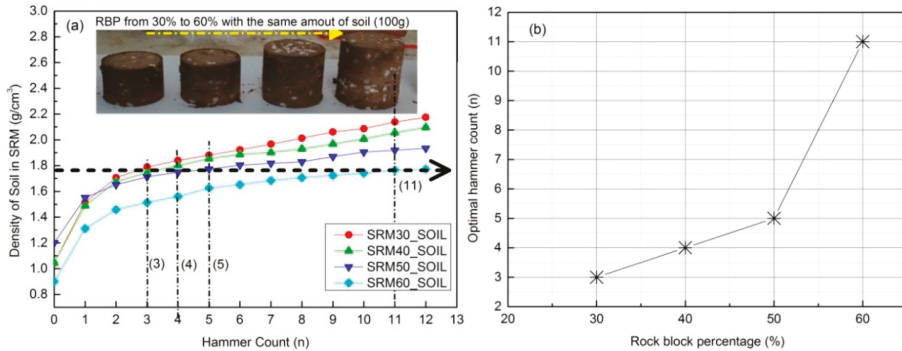 (a) RBP from 30% to 60% with the same amout of soil (100g)
Density of Soil in SRM (g/cm³)
2.8
2.6
2.4
2.2
2.0
1.8
1.6
1.4
1.2
1.0
0.8
(3)
(4)
(5)
(11)
SRM30_SOIL
SRM40_SOIL
SRM50_SOIL
SRM60_SOIL
0 1 2 3 4 5 6 7 8 9 10 11 12 13
Hammer Count (n)
(b)
Optimal hammer count (n)
12
11
10
9
8
7
6
5
4
3
2
20 30 40 50 60
Rock block percentage (%)